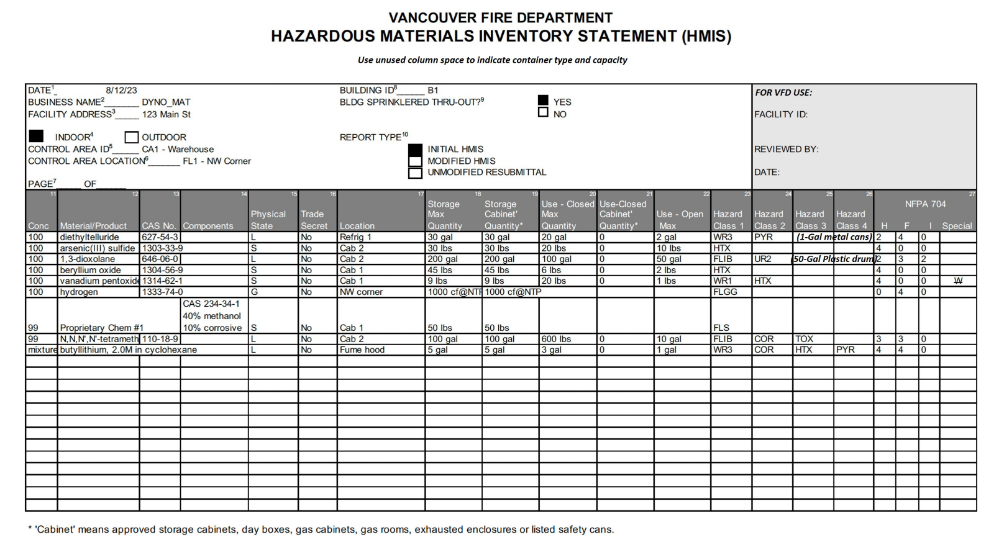 VANCOUVER FIRE DEPARTMENT
HAZARDOUS MATERIALS INVENTORY STATEMENT (HMIS)
Use unused column space to indicate container type and capacity
DATE1_ 8/12/23 BUILDING ID8______ B1 FOR VFD USE:
BUSINESS NAME2_______ DYNO_MAT BLDG SPRINKLERED THRU-OUT?9 YES
FACILITY ADDRESS3_____ 123 Main St NO FACILITY ID:
INDOOR4 OUTDOOR REPORT TYPE10
CONTROL AREA ID5______ CA1 - Warehouse INITIAL HMIS REVIEWED BY:
CONTROL AREA LOCATION6_______ FL1 - NW Corner MODIFIED HMIS
UNMODIFIED RESUBMITTAL DATE:
PAGE7_____ OF______
11 12 13 14 15 16 17 18 19 20 21 22 23 24 25 26 27
Storage Storage Use - Closed Use-Closed NFPA 704
Physical Trade Max Cabinet' Max Cabinet' Use - Open Hazard Hazard Hazard Hazard
Conc Material/Product CAS No. Components State Secret Location Quantity Quantity* Quantity Quantity* Max Class 1 Class 2 Class 3 Class 4 H F I Special
100 diethyltelluride 627-54-3 L No Refrig 1 30 gal 30 gal 20 gal 0 2 gal WR3 PYR (1-Gal metal cans) 2 4 0
100 arsenic(III) sulfide 1303-33-9 S No Cab 2 30 lbs 30 lbs 20 lbs 0 10 lbs HTX 4 0 0
100 1,3-dioxolane 646-06-0 L No Cab 2 200 gal 200 gal 100 gal 0 50 gal FLIB UR2 (50-Gal Plastic drum) 2 3 2
100 beryllium oxide 1304-56-9 S No Cab 1 45 lbs 45 lbs 6 lbs 0 2 lbs HTX 4 0 0
100 vanadium pentoxide 1314-62-1 S No Cab 1 9 lbs 9 lbs 20 lbs 0 1 lbs WR1 HTX 4 0 0 W
100 hydrogen 1333-74-0 G No NW corner 1000 cf@NTP 1000 cf@NTP FLGG 0 4 0
CAS 234-34-1
40% methanol
99 Proprietary Chem #1 10% corrosive S No Cab 1 50 lbs 50 lbs FLS
99 N,N,N',N'-tetrameth 110-18-9 L No Cab 2 100 gal 100 gal 600 lbs 0 10 gal FLIB COR TOX 3 3 0
mixture butyllithium, 2.0M in cyclohexane L No Fume hood 5 gal 5 gal 3 gal 0 1 gal WR3 COR HTX PYR 4 4 0
* 'Cabinet' means approved storage cabinets, day boxes, gas cabinets, gas rooms, exhausted enclosures or listed safety cans.